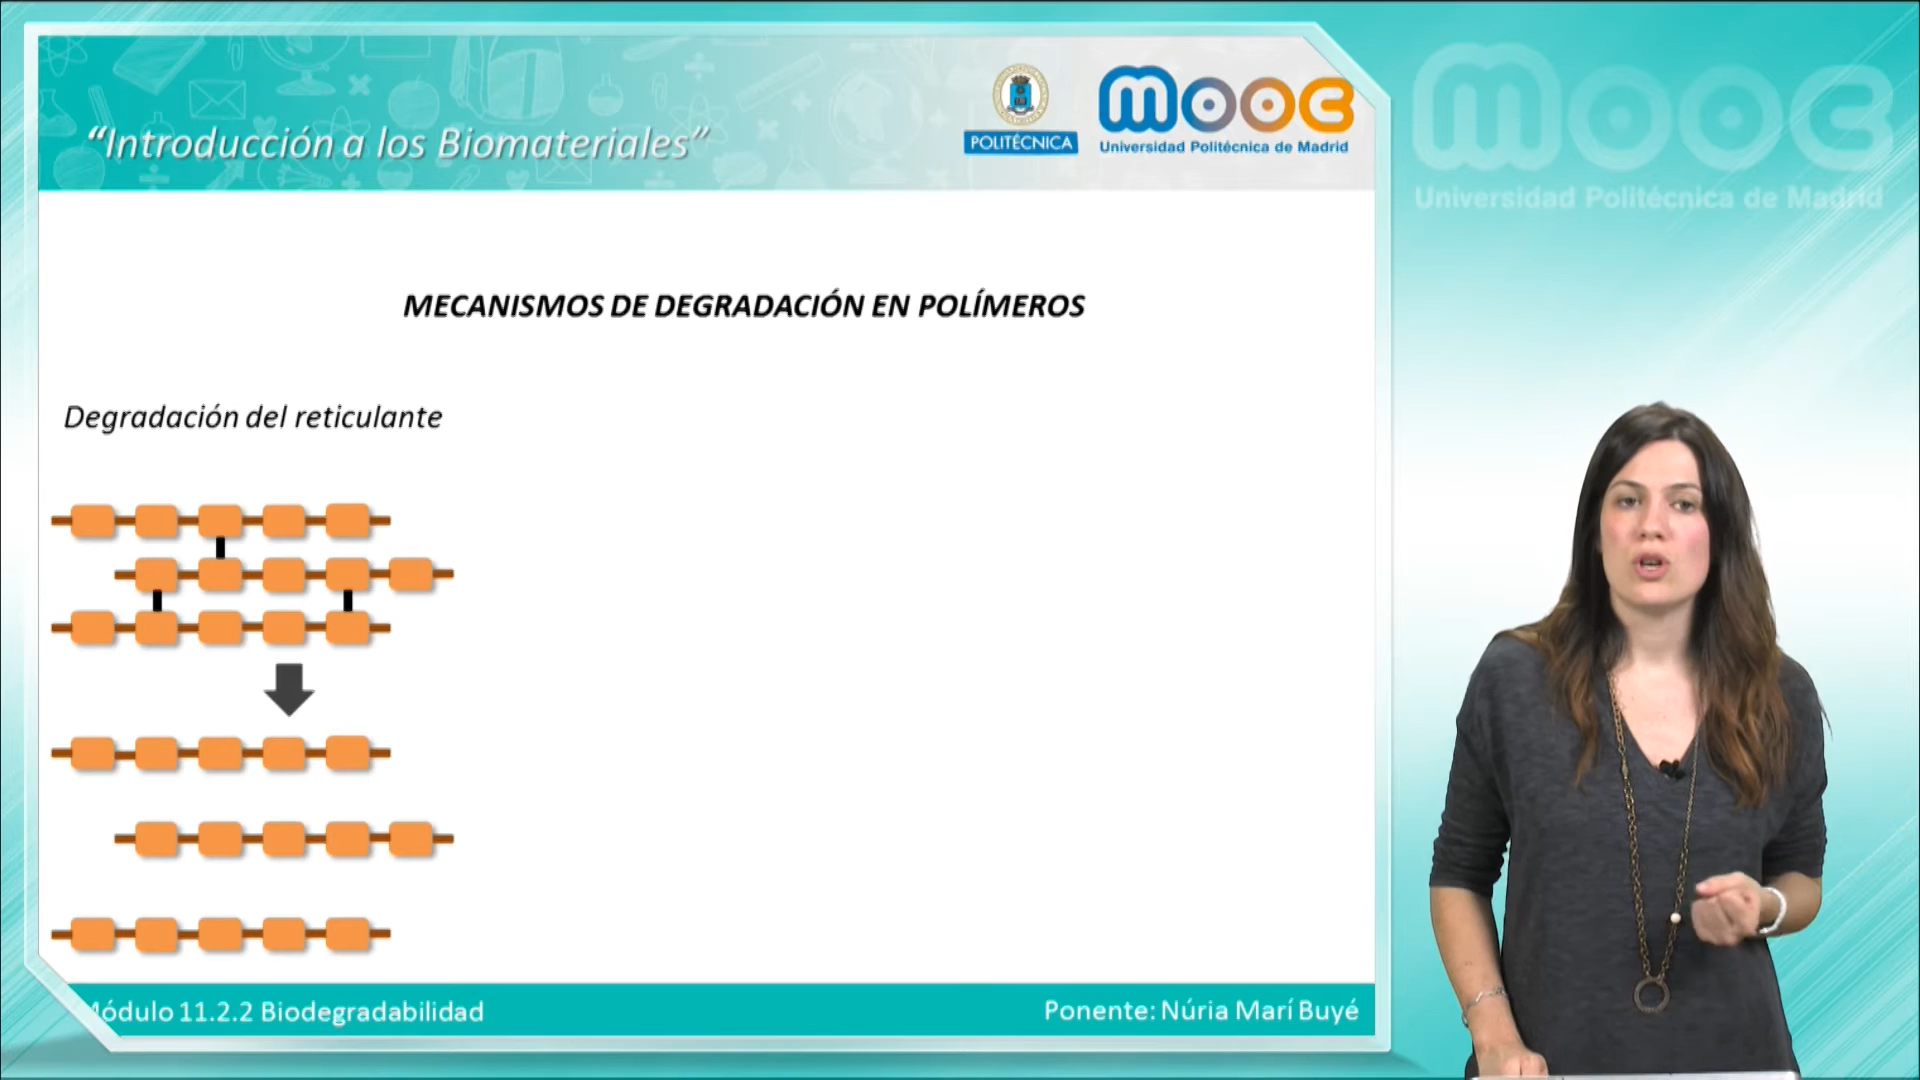 “Introducción a los Biomateriales”
POLITÉCNICA
mooc
Universidad Politécnica de Madrid
mooc
Universidad Politécnica de Madrid
MECANISMOS DE DEGRADACIÓN EN POLÍMEROS
Degradación del reticulante
Módulo 11.2.2 Biodegradabilidad
Ponente: Núria Marí Buyé